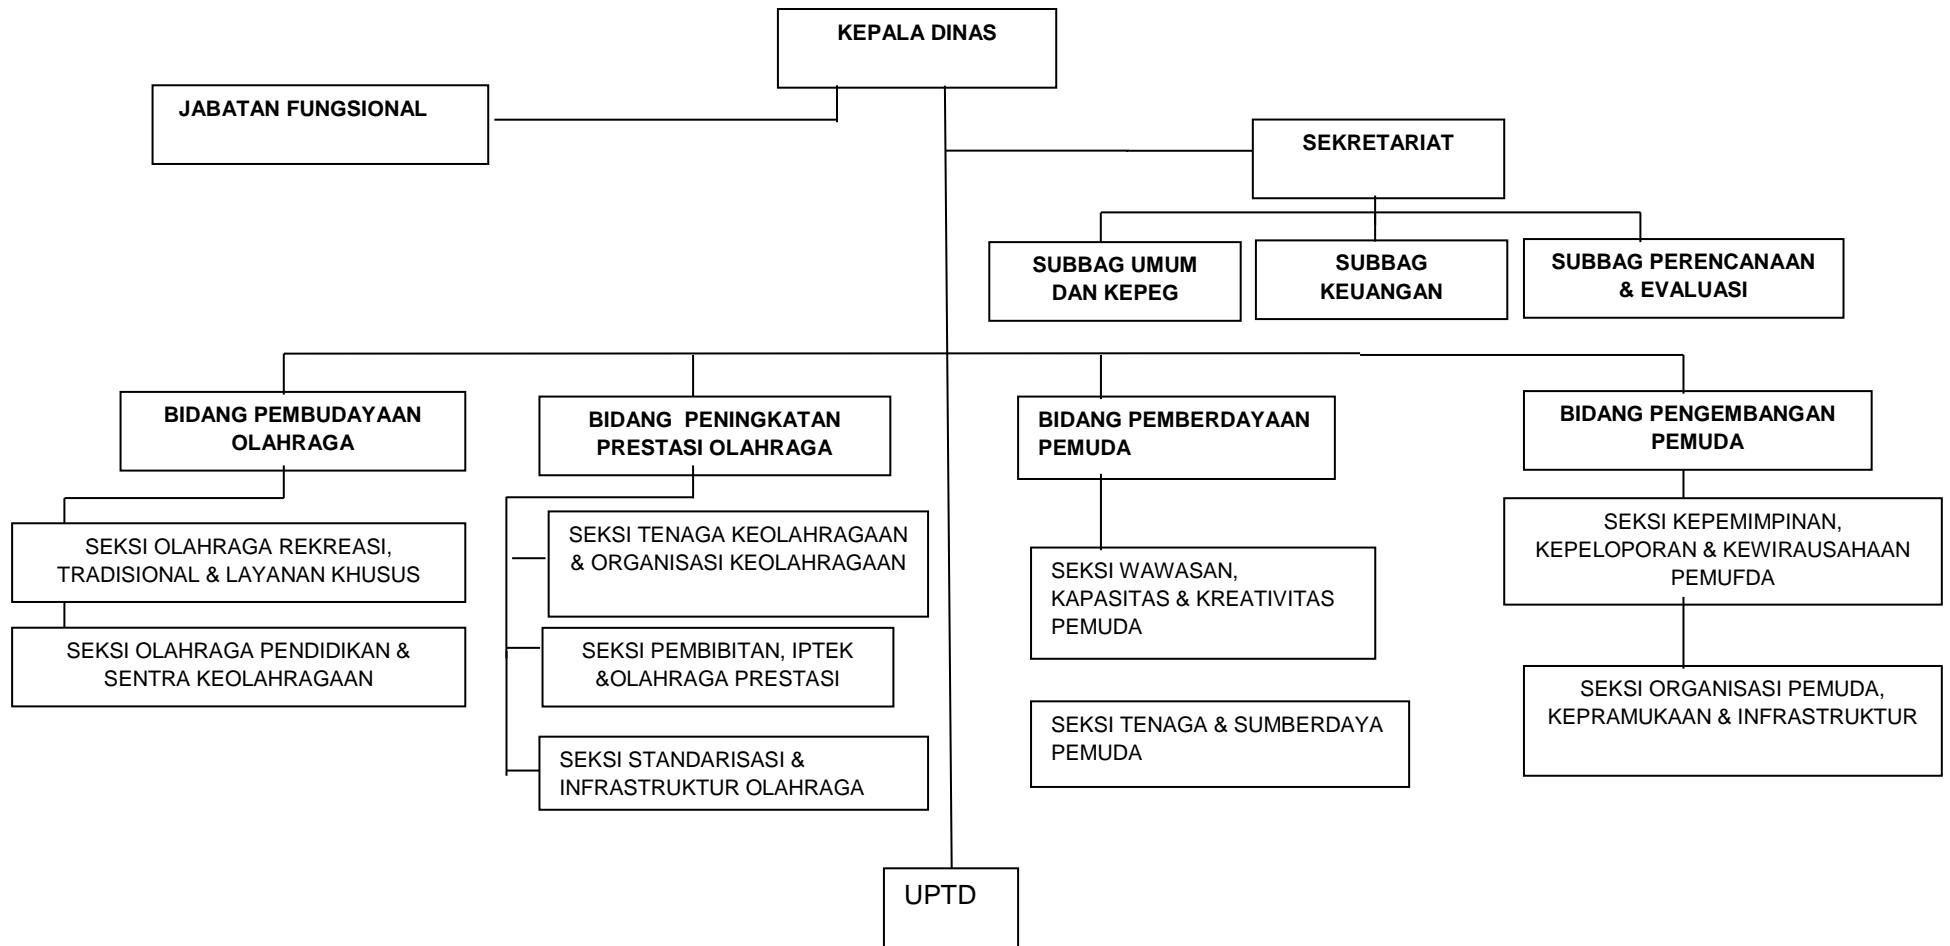 KEPALA DINAS
JABATAN FUNGSIONAL
SEKRETARIAT
SUBBAG UMUM
DAN KEPEG
SUBBAG
KEUANGAN
SUBBAG PERENCANAAN
& EVALUASI
BIDANG PEMBUDAYAAN
OLAHRAGA
BIDANG  PENINGKATAN
PRESTASI OLAHRAGA
BIDANG PEMBERDAYAAN
PEMUDA
BIDANG PENGEMBANGAN
PEMUDA
SEKSI OLAHRAGA REKREASI,
TRADISIONAL & LAYANAN KHUSUS
SEKSI OLAHRAGA PENDIDIKAN &
SENTRA KEOLAHRAGAAN
SEKSI TENAGA KEOLAHRAGAAN
& ORGANISASI KEOLAHRAGAAN
SEKSI PEMBIBITAN, IPTEK
&OLAHRAGA PRESTASI
SEKSI STANDARISASI &
INFRASTRUKTUR OLAHRAGA
SEKSI WAWASAN,
KAPASITAS & KREATIVITAS
PEMUDA
SEKSI TENAGA & SUMBERDAYA
PEMUDA
SEKSI KEPEMIMPINAN,
KEPELOPORAN & KEWIRAUSAHAAN
PEMUFDA
SEKSI ORGANISASI PEMUDA,
KEPRAMUKAAN & INFRASTRUKTUR
UPTD